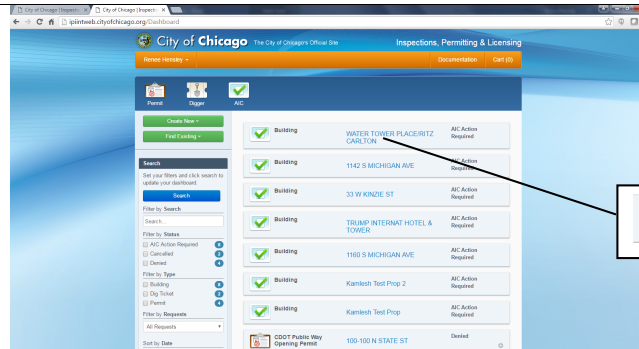 City of Chicago | Inspectio
City of Chicago | Inspectio
ipiintweb.cityofchicago.org/Dashboard
City of Chicago The City of Chicago's Official Site
Inspections, Permitting & Licensing
Renee Hensley
Documentation Cart (0)
Permit Digger AIC
Create New
Find Existing
Search
Set your filters and click search to
update your dashboard
Search
Filter by Search
Search...
Filter by Status
AIC Action Required
Cancelled 2
Denied 4
Filter by Type
Building
Dig Ticket 2
Permit 4
Filter by Requests
All Requests
Sort by Date
Building WATER TOWER PLACE/RITZ AIC Action
CARLTON Required
Building 1142 S MICHIGAN AVE AIC Action
Required
Building 33 W KINZIE ST AIC Action
Required
Building TRUMP INTERNAT HOTEL & AIC Action
TOWER Required
Building 1160 S MICHIGAN AVE AIC Action
Required
Building Kamlesh Test Prop 2 AIC Action
Required
Building Kamlesh Test Prop AIC Action
Required
CDOT Public Way 100-100 N STATE ST Denied
Opening Permit